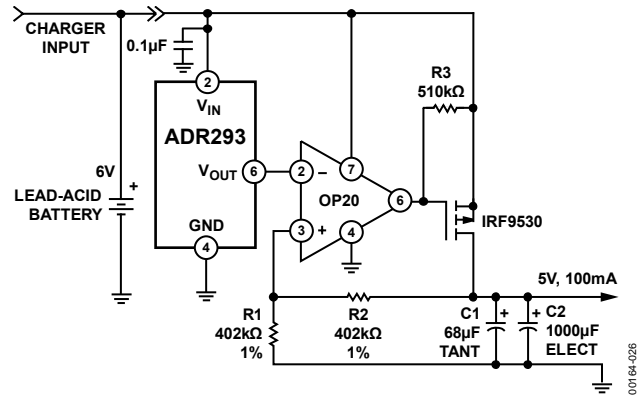 CHARGER
INPUT
0.1µF
2
V_IN
ADR293
V_OUT
6
GND
4
6V
+
LEAD-ACID
BATTERY
2
–
7
OP20
6
3
+
4
R3
510kΩ
IRF9530
5V, 100mA
R1
402kΩ
1%
R2
402kΩ
1%
C1
68µF
TANT
+
+
C2
1000µF
ELECT
00164-026